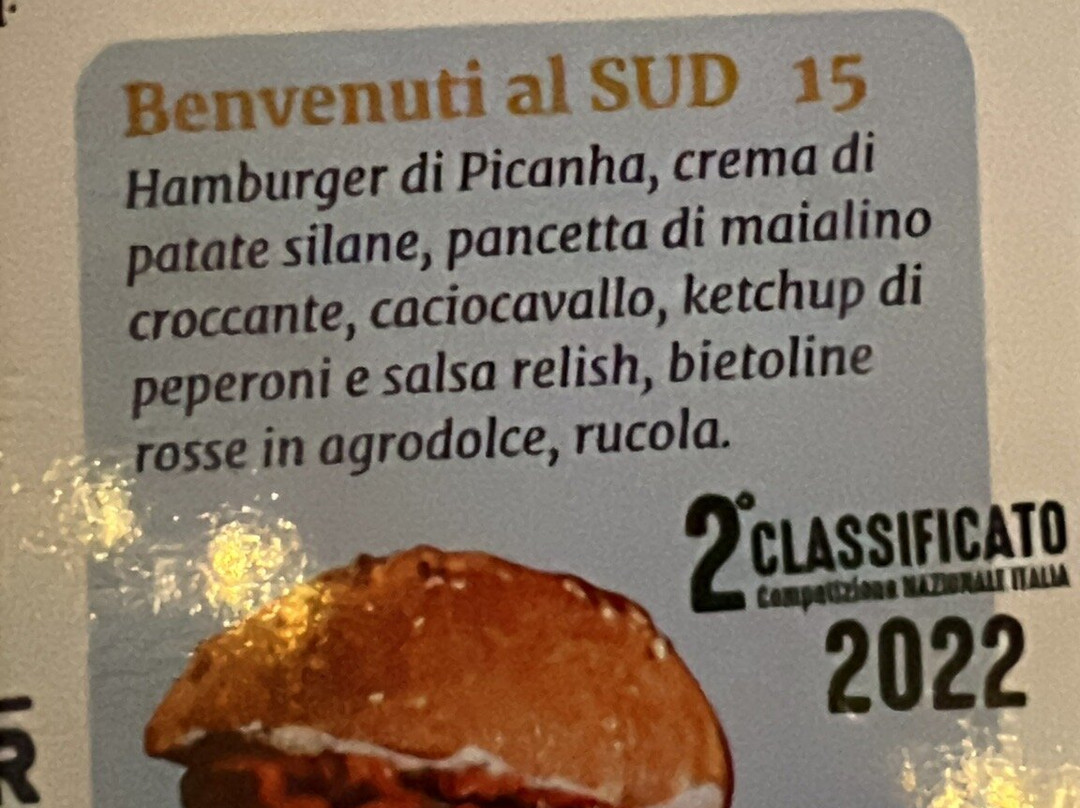 Benvenuti al SUD 15
Hamburger di Picanha, crema di
patate silane, pancetta di maialino
croccante, caciocavallo, ketchup di
peperoni e salsa relish, bietoline
rosse in agrodolce, rucola.
2° CLASSIFICATO
Competizione NAZIONALE ITALIA
2022
R